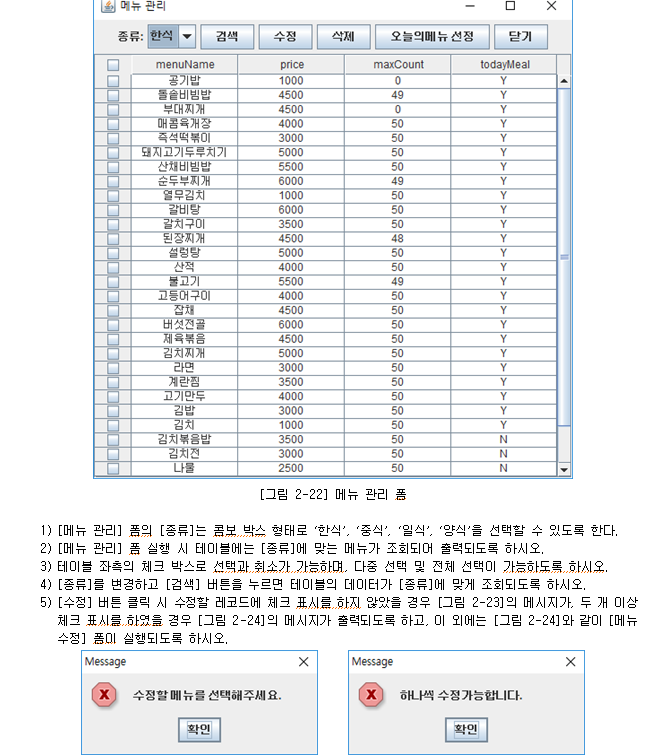 메뉴 관리
종류: 한식 검색 수정 삭제 오늘의메뉴 선정 닫기
menuName price maxCount todayMeal
공기밥 1000 0 Y
돌솥비빔밥 4500 49 Y
부대찌개 4500 0 Y
매콤육개장 4000 50 Y
즉석떡볶이 3000 50 Y
돼지고기두루치기 5000 50 Y
산채비빔밥 5500 50 Y
순두부찌개 6000 49 Y
열무김치 1000 50 Y
갈비탕 6000 50 Y
갈치구이 3500 50 Y
된장찌개 4500 48 Y
설렁탕 5000 50 Y
산적 4000 50 Y
불고기 5500 49 Y
고등어구이 4000 50 Y
잡채 4500 50 Y
버섯전골 6000 50 Y
제육볶음 4500 50 Y
김치찌개 5000 50 Y
라면 3000 50 Y
계란찜 3500 50 Y
고기만두 4000 50 Y
김밥 3000 50 Y
김치 1000 50 Y
김치볶음밥 3500 50 N
김치전 3000 50 N
나물 2500 50 N
[그림 2-22] 메뉴 관리 폼
1) [메뉴 관리] 폼의 [종류]는 콤보 박스 형태로 '한식', '중식', '일식', '양식'을 선택할 수 있도록 한다.
2) [메뉴 관리] 폼 실행 시 테이블에는 [종류]에 맞는 메뉴가 조회되어 출력되도록 하시오.
3) 테이블 좌측의 체크 박스로 선택과 취소가 가능하며, 다중 선택 및 전체 선택이 가능하도록 하시오.
4) [종류]를 변경하고 [검색] 버튼을 누르면 테이블의 데이터가 [종류]에 맞게 조회되도록 하시오.
5) [수정] 버튼 클릭 시 수정할 레코드에 체크 표시를 하지 않았을 경우 [그림 2-23]의 메시지가, 두 개 이상
체크 표시를 하였을 경우 [그림 2-24]의 메시지가 출력되도록 하고, 이 외에는 [그림 2-24]와 같이 [메뉴
수정] 폼이 실행되도록 하시오.
Message
수정할 메뉴를 선택해주세요.
확인
Message
하나씩 수정가능합니다.
확인